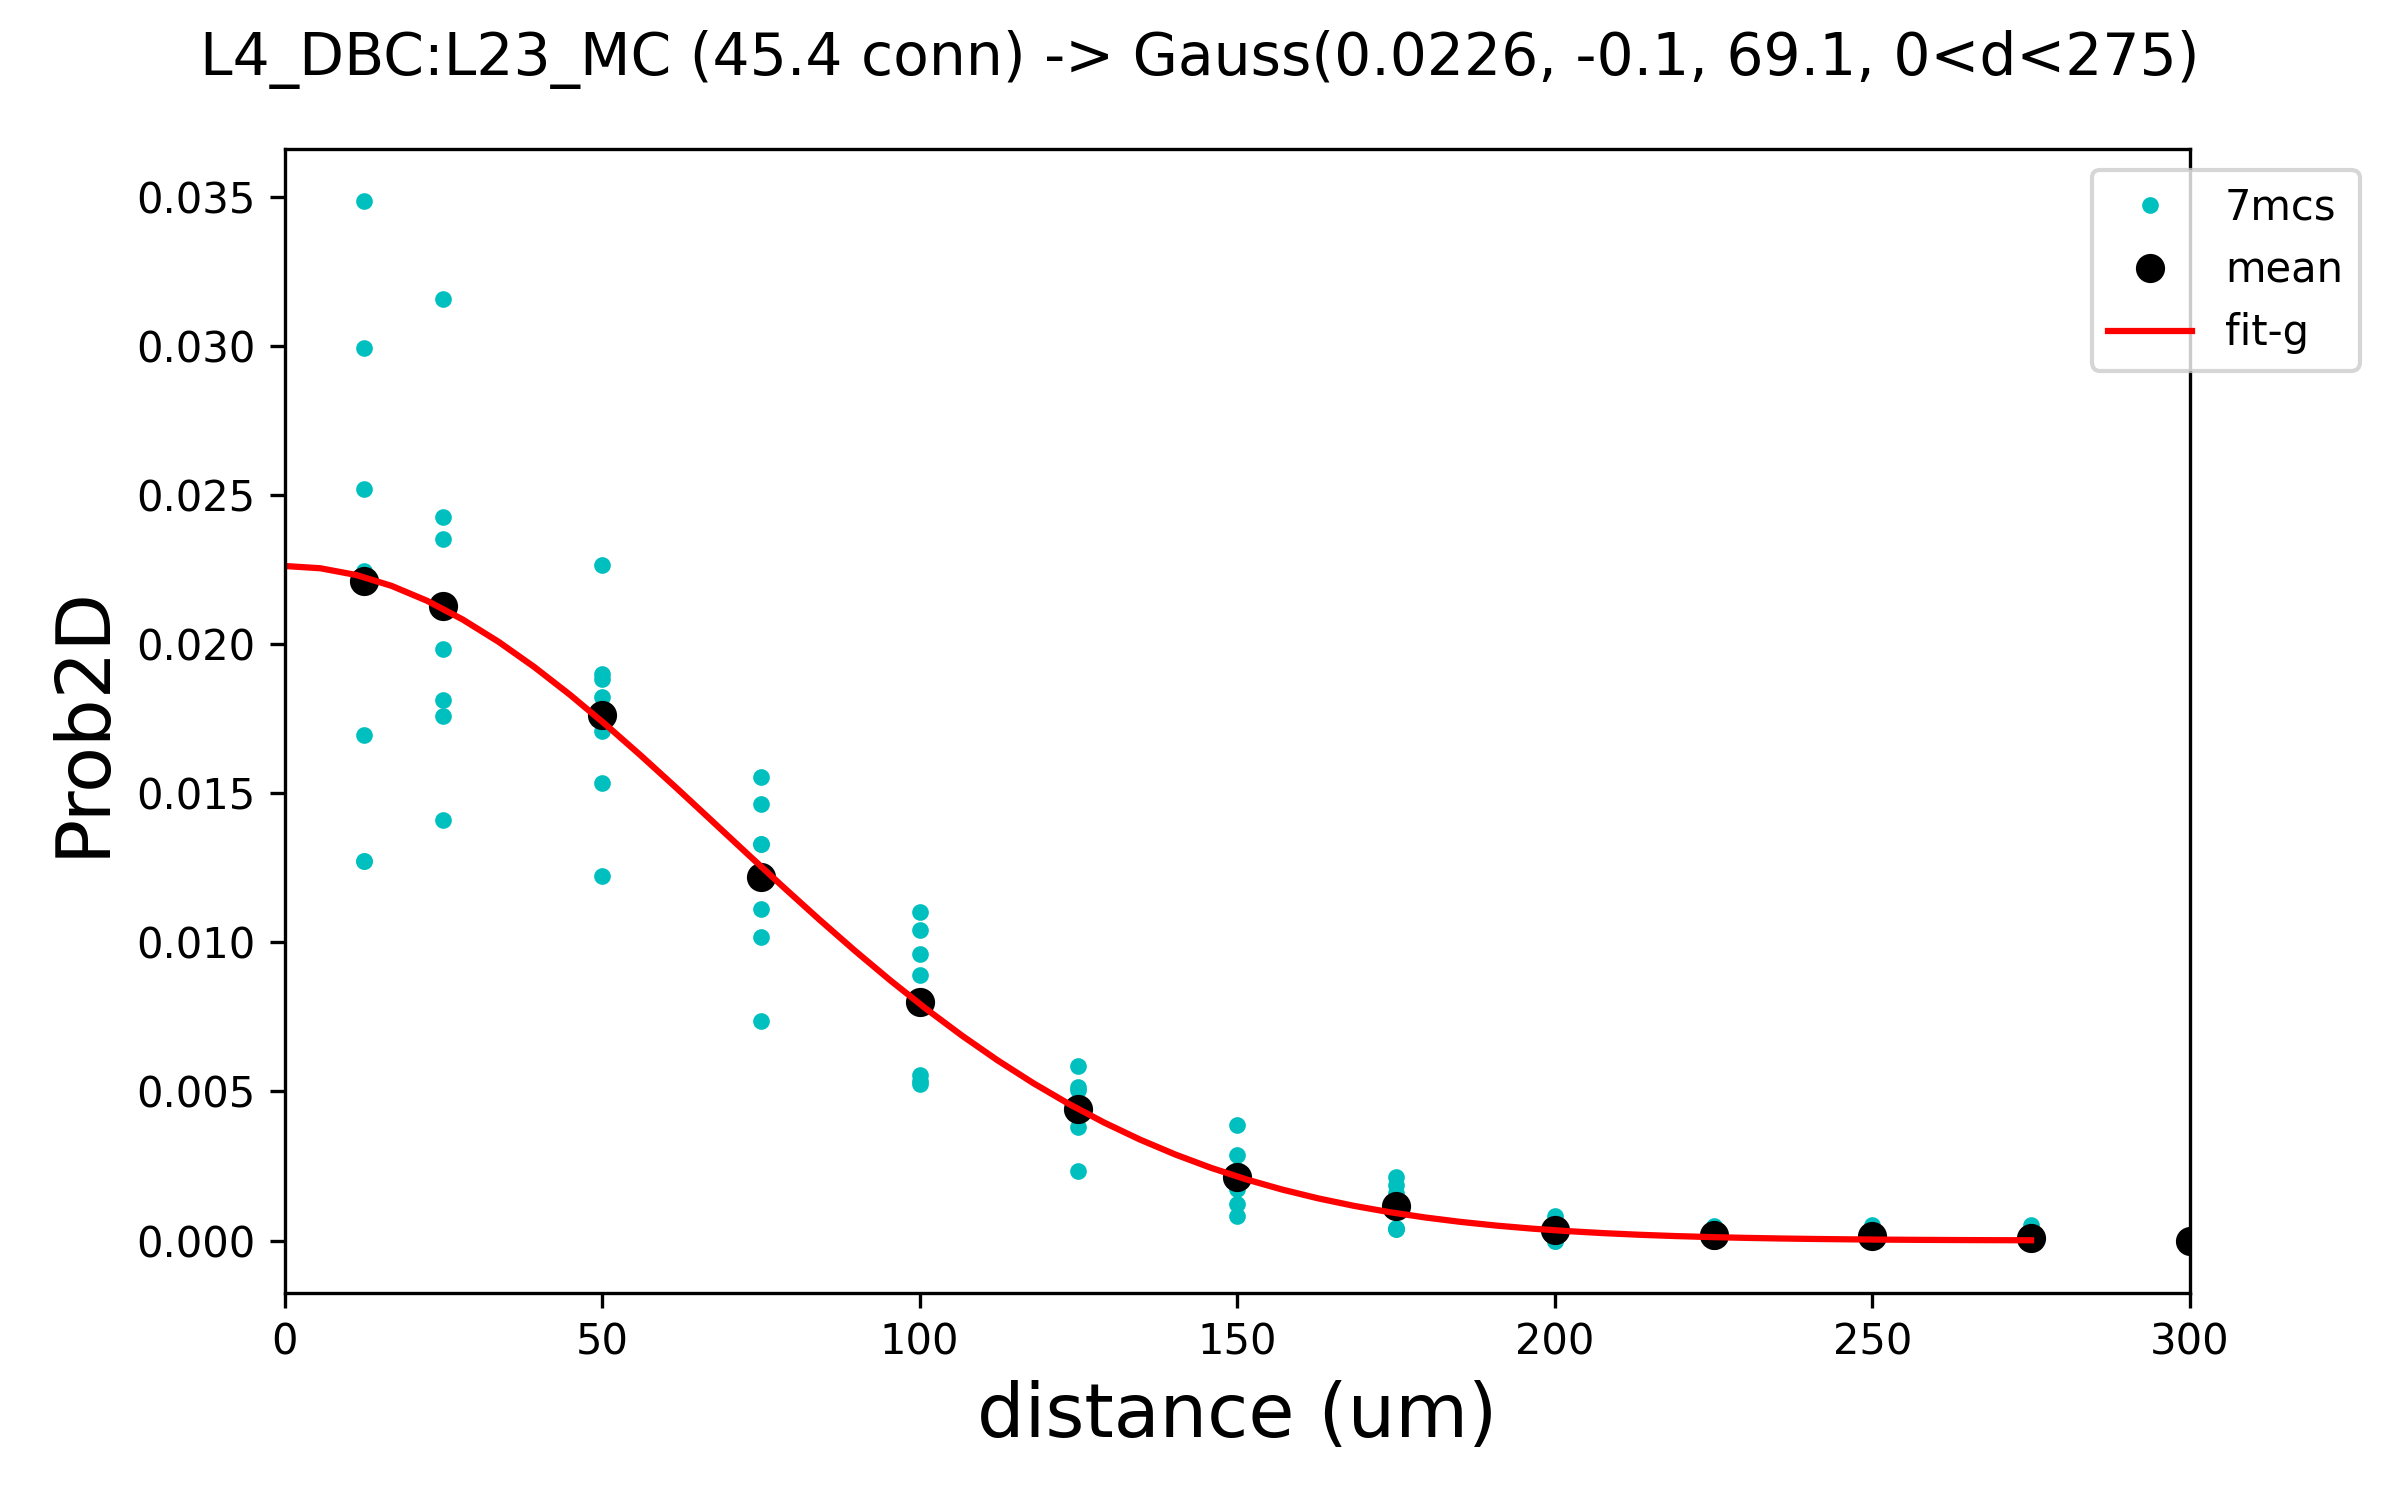 L4_DBC:L23_MC (45.4 conn) -> Gauss(0.0226, -0.1, 69.1, 0<d<275)
7mcs
mean
fit-g
Prob2D
0.035
0.030
0.025
0.020
0.015
0.010
0.005
0.000
0 50 100 150 200 250 300
distance (um)